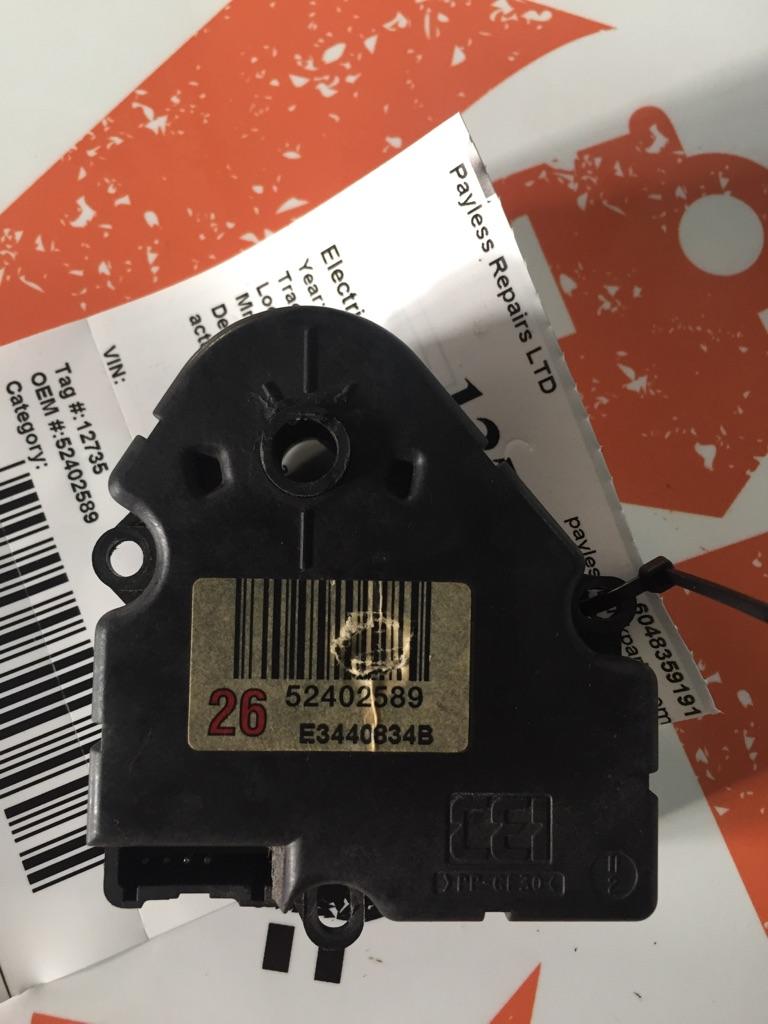 Payless Repairs LTD
Electri
Year
Tra
Lo
De
act
6048359191
payles
VIN:
Tag #:12735
OEM #:52402589
Category:
26
52402589
E3440834B
CEI
>PP-GF30<